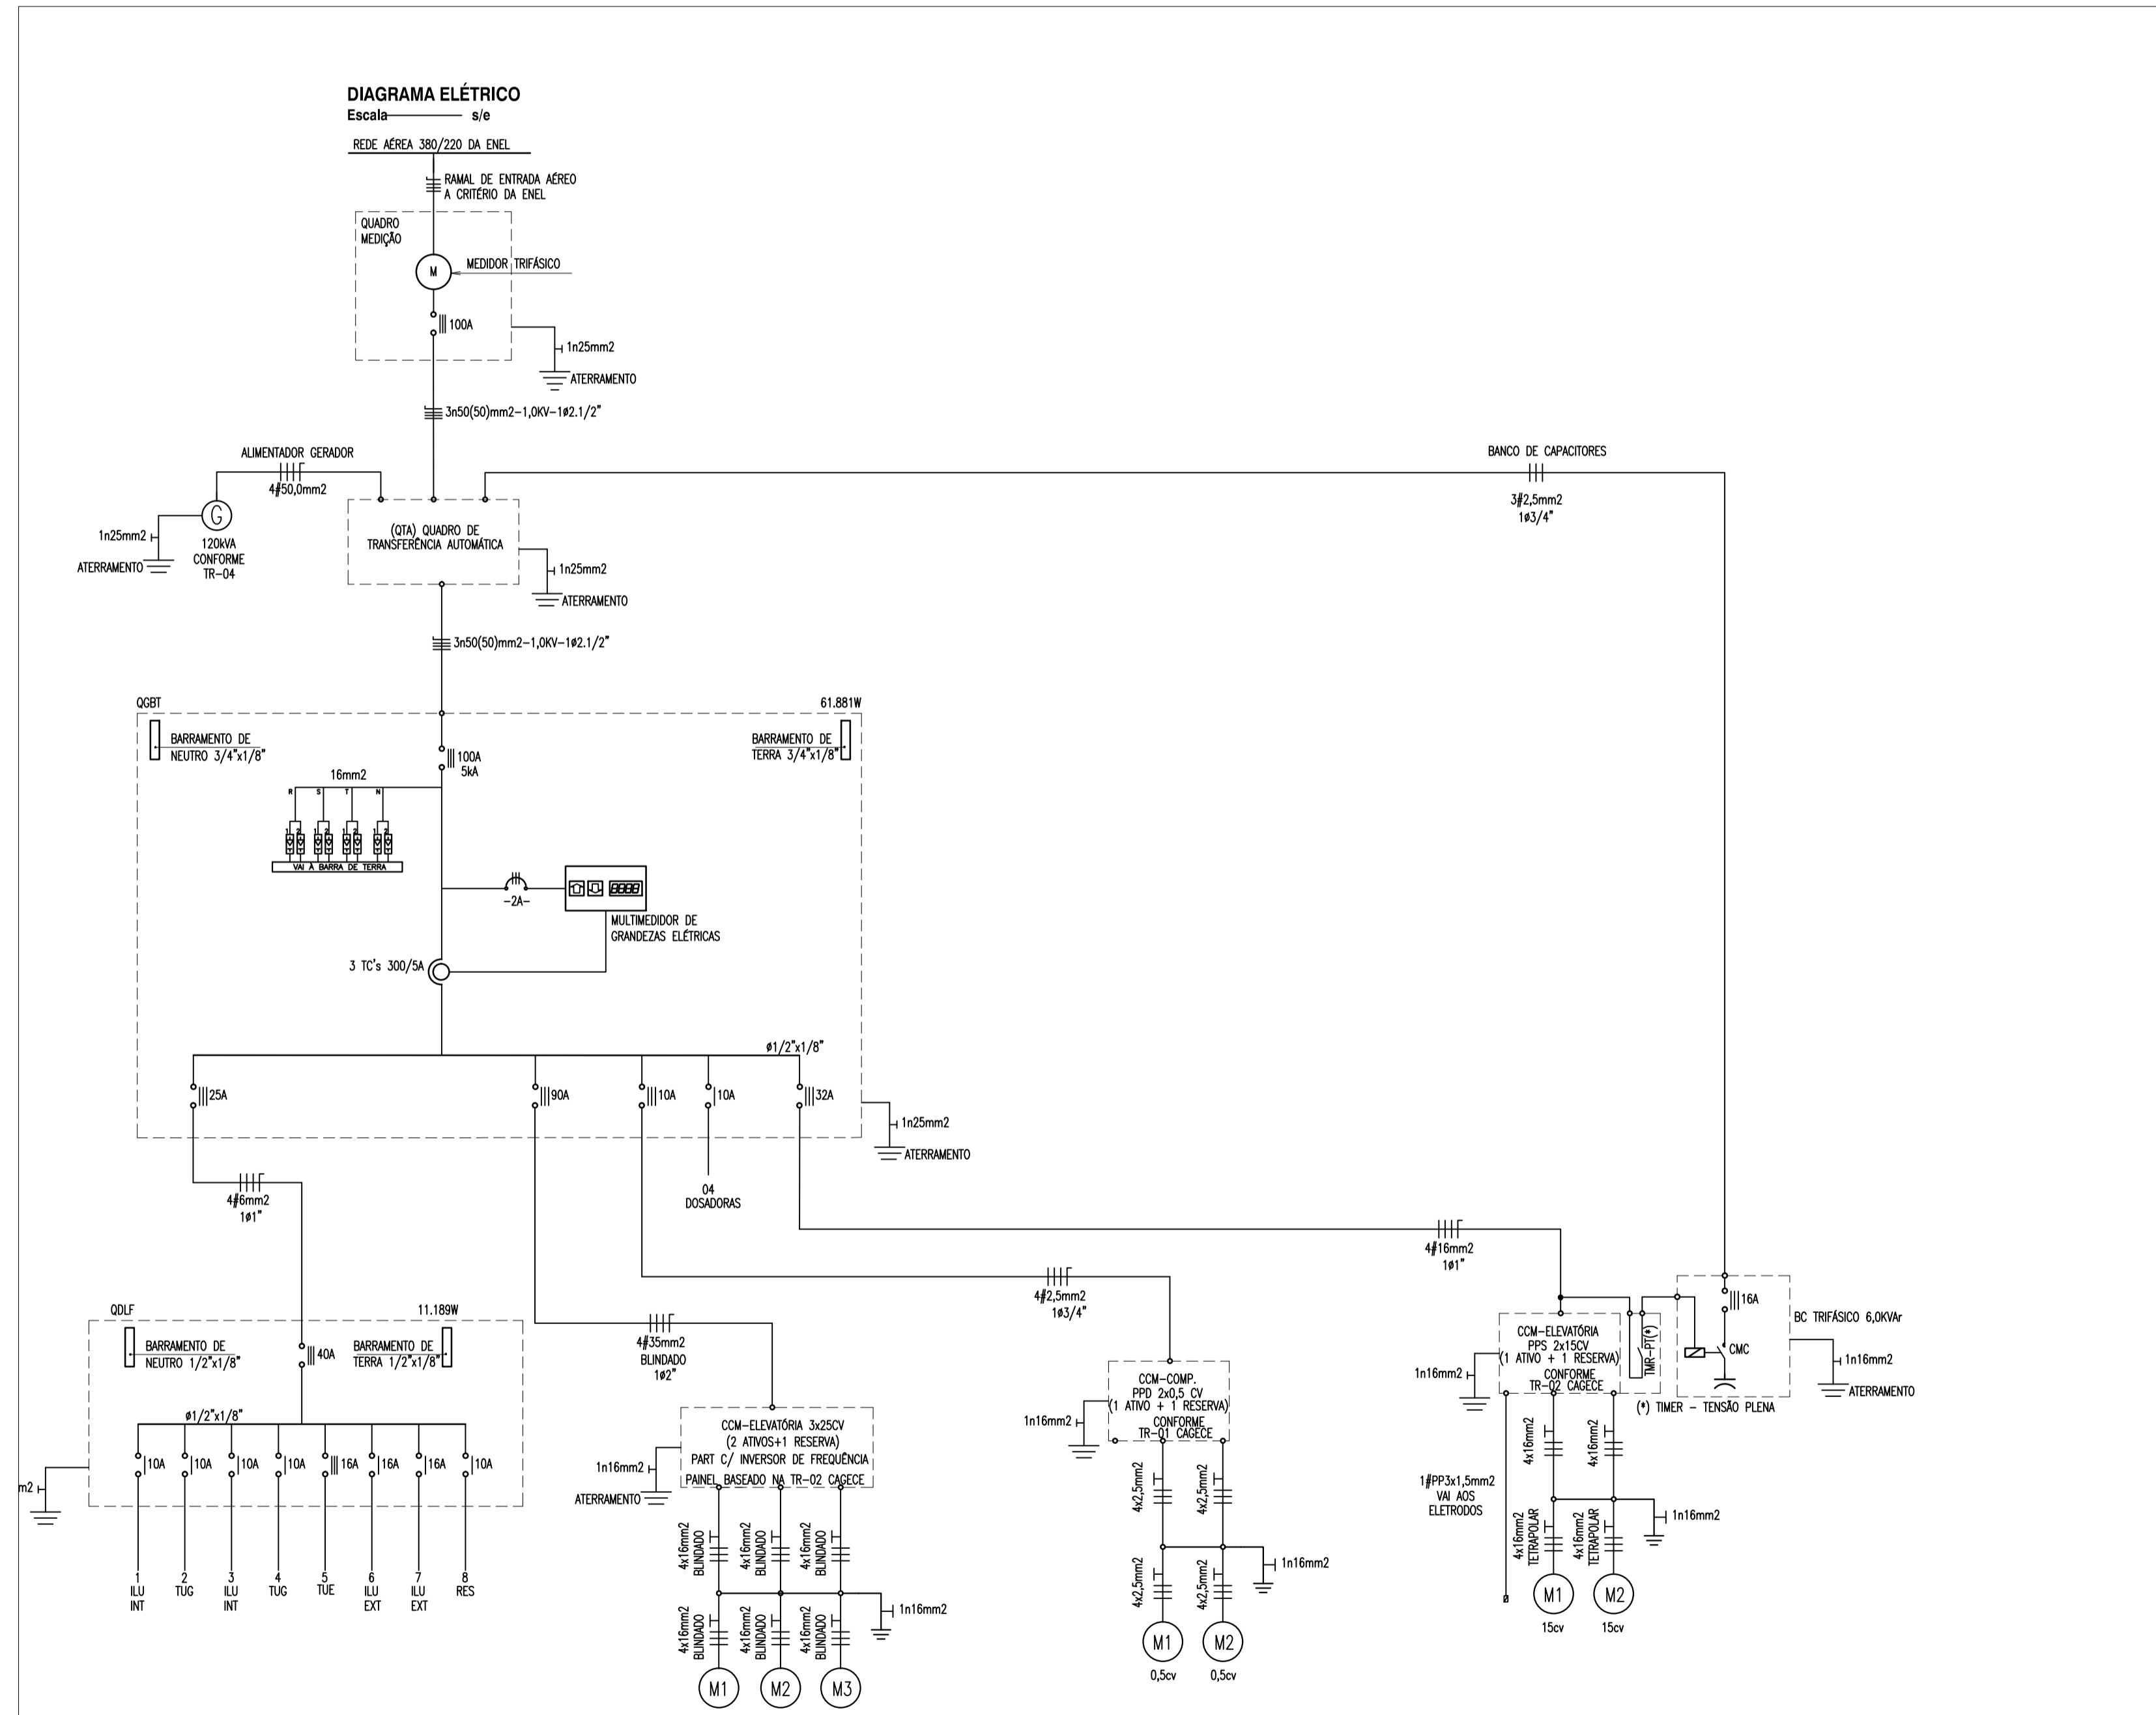 DIAGRAMA ELÉTRICO
Escala s/e
REDE AÉREA 380/220 DA ENEL
RAMAL DE ENTRADA AÉREO
A CRITÉRIO DA ENEL
QUADRO
MEDIÇÃO
M
MEDIDOR TRIFÁSICO
100A
1n25mm2
ATERRAMENTO
3n50(50)mm2-1,0KV-1ø2.1/2"
ALIMENTADOR GERADOR
4#50,0mm2
G
1n25mm2
ATERRAMENTO
120kVA
CONFORME
TR-04
(QTA) QUADRO DE
TRANSFERÊNCIA AUTOMÁTICA
1n25mm2
ATERRAMENTO
BANCO DE CAPACITORES
3#2,5mm2
1ø3/4"
3n50(50)mm2-1,0KV-1ø2.1/2"
QGBT
61.881W
BARRAMENTO DE
NEUTRO 3/4"x1/8"
BARRAMENTO DE
TERRA 3/4"x1/8"
100A
5kA
16mm2
R S T N
1 2 1 2 1 2 1 2
VAI À BARRA DE TERRA
-2A-
8888
MULTIMEDIDOR DE
GRANDEZAS ELÉTRICAS
3 TC's 300/5A
ø1/2"x1/8"
25A
90A
10A
10A
32A
1n25mm2
ATERRAMENTO
4#6mm2
1ø1"
04
DOSADORAS
4#16mm2
1ø1"
4#2,5mm2
1ø3/4"
4#35mm2
BLINDADO
1ø2"
QDLF
11.189W
BARRAMENTO DE
NEUTRO 1/2"x1/8"
40A
BARRAMENTO DE
TERRA 1/2"x1/8"
ø1/2"x1/8"
10A
10A
10A
10A
16A
16A
16A
10A
m2
1
ILU
INT
2
TUG
3
ILU
INT
4
TUG
5
TUE
6
ILU
EXT
7
ILU
EXT
8
RES
CCM-ELEVATÓRIA 3x25CV
(2 ATIVOS+1 RESERVA)
PART C/ INVERSOR DE FREQUÊNCIA
PAINEL BASEADO NA TR-02 CAGECE
1n16mm2
ATERRAMENTO
4x16mm2
BLINDADO
4x16mm2
BLINDADO
4x16mm2
BLINDADO
1n16mm2
4x16mm2
BLINDADO
4x16mm2
BLINDADO
4x16mm2
BLINDADO
M1
M2
M3
CCM-COMP.
PPD 2x0,5 CV
(1 ATIVO + 1 RESERVA)
CONFORME
TR-01 CAGECE
1n16mm2
4x2,5mm2
4x2,5mm2
1n16mm2
4x2,5mm2
4x2,5mm2
M1
M2
0,5cv
0,5cv
CCM-ELEVATÓRIA
PPS 2x15CV
(1 ATIVO + 1 RESERVA)
CONFORME
TR-02 CAGECE
1n16mm2
TMR-PT(*)
16A
CMC
BC TRIFÁSICO 6,0KVAr
1n16mm2
ATERRAMENTO
(*) TIMER - TENSÃO PLENA
4x16mm2
4x16mm2
1#PP3x1,5mm2
VAI AOS
ELETRODOS
1n16mm2
4x16mm2
TETRAPOLAR
4x16mm2
TETRAPOLAR
M1
M2
15cv
15cv